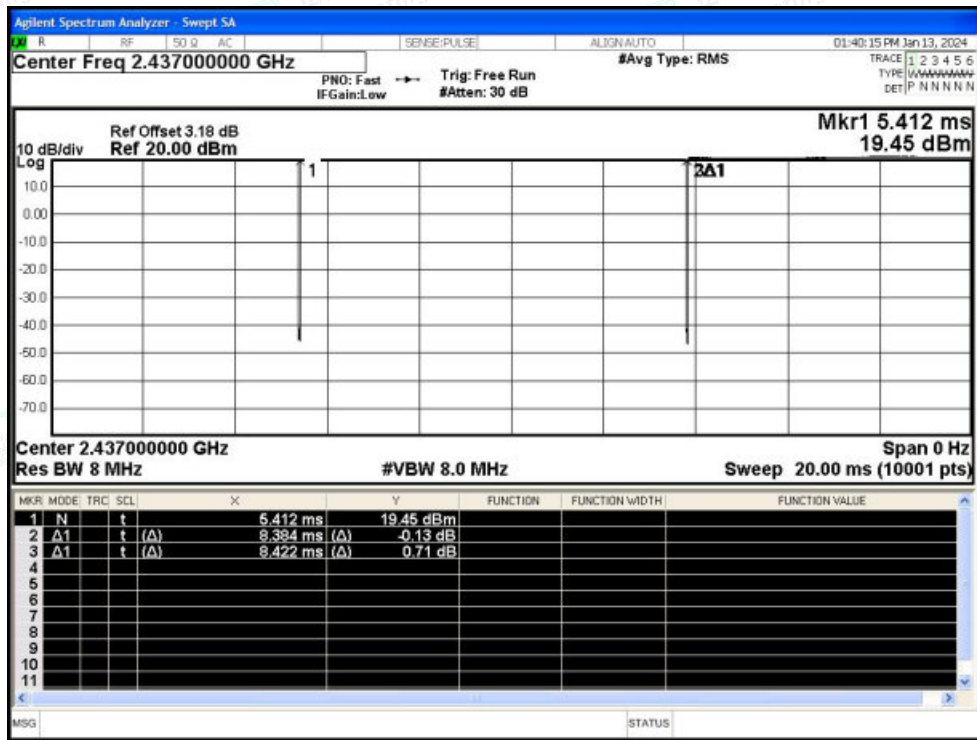 Agilent Spectrum Analyzer - Swept SA
LXI R RF 50 Ω AC SENSE:PULSE ALIGNAUTO 01:40:15 PM Jan 13, 2024
Center Freq 2.437000000 GHz #Avg Type: RMS TRACE 1 2 3 4 5 6
PNO: Fast Trig: Free Run TYPE
IFGain:Low #Atten: 30 dB DET P N N N N N
Mkr1 5.412 ms
Ref Offset 3.18 dB
10 dB/div Ref 20.00 dBm 19.45 dBm
Log
1 2Δ1
10.0
0.00
-10.0
-20.0
-30.0
-40.0
-50.0
-60.0
-70.0
Center 2.437000000 GHz Span 0 Hz
Res BW 8 MHz #VBW 8.0 MHz Sweep 20.00 ms (10001 pts)
MKR MODE TRC SCL X Y FUNCTION FUNCTION WIDTH FUNCTION VALUE
1 N t 5.412 ms 19.45 dBm
2 Δ1 t (Δ) 8.384 ms (Δ) -0.13 dB
3 Δ1 t (Δ) 8.422 ms (Δ) 0.71 dB
4
5
6
7
8
9
10
11
MSG STATUS